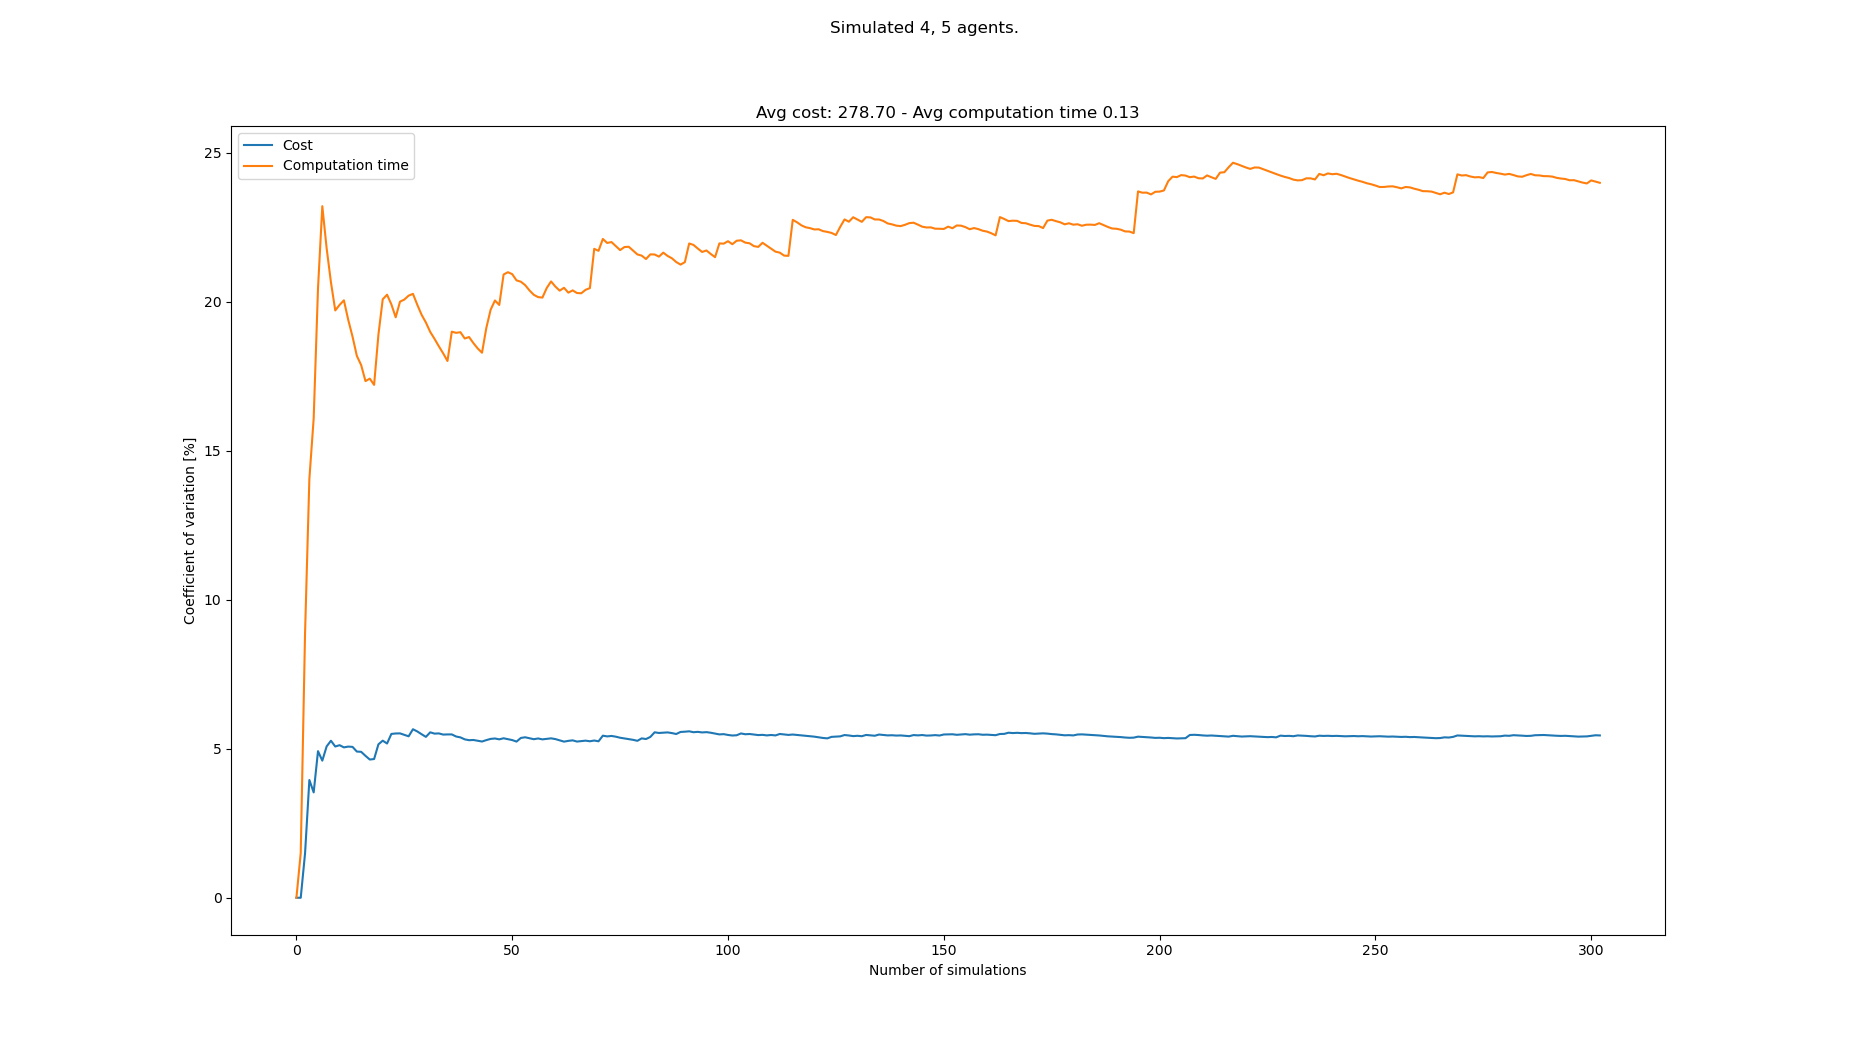 Simulated 4, 5 agents.
Avg cost: 278.70 - Avg computation time 0.13
Cost
Computation time
25
20
15
10
5
0
Coefficient of variation [%]
0 50 100 150 200 250 300
Number of simulations